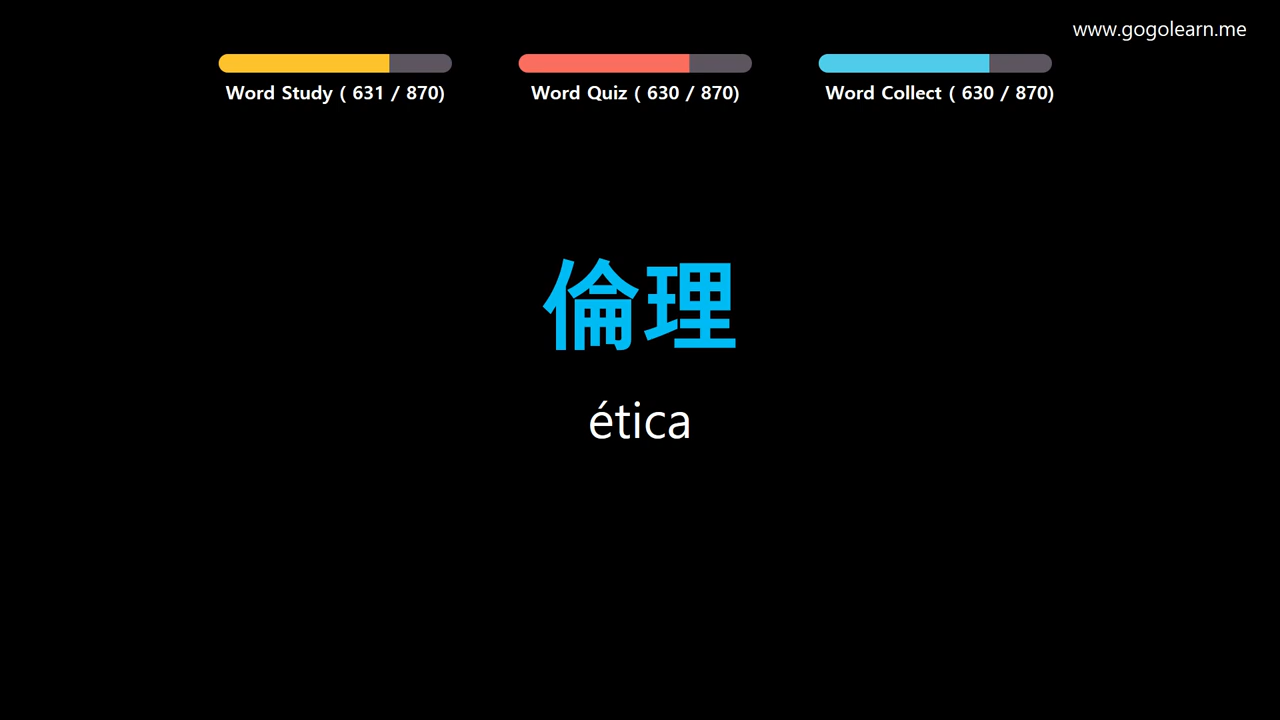 www.gogolearn.me
Word Study ( 631 / 870)
Word Quiz ( 630 / 870)
Word Collect ( 630 / 870)
倫理
ética